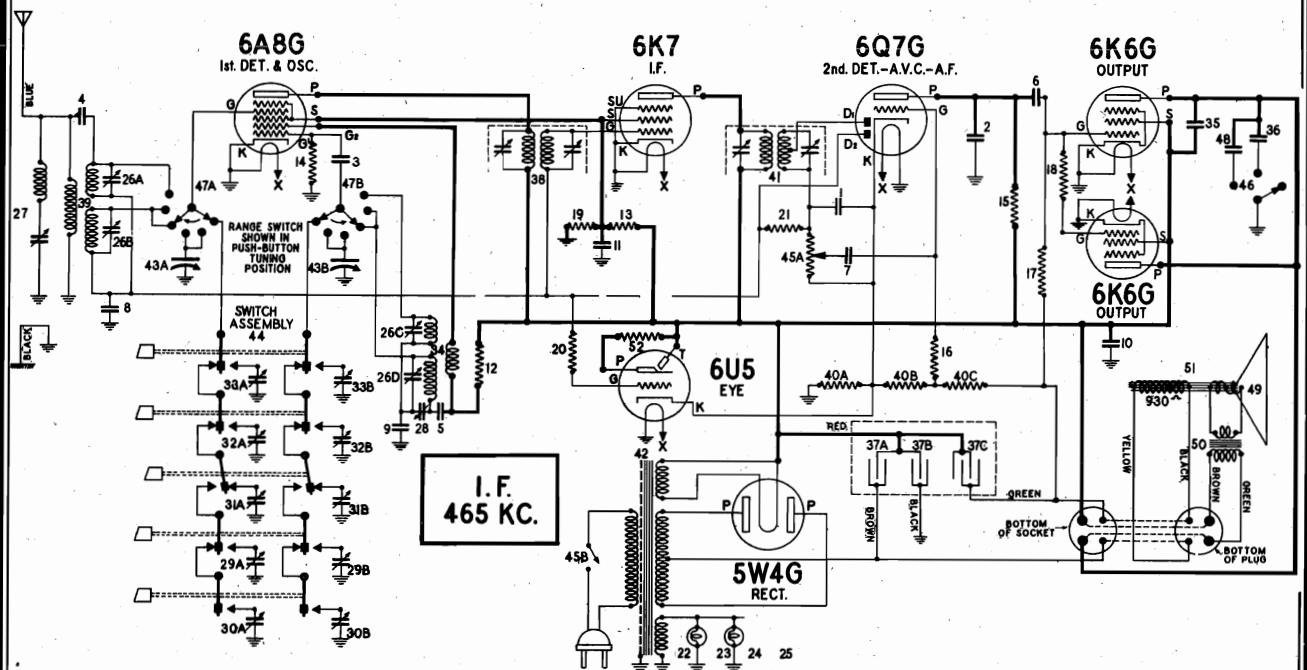 6A8G
1st. DET. & OSC.
6K7
I.F.
6Q7G
2nd. DET.-A.V.C.-A.F.
6K6G
OUTPUT
BLUE
4
G
P
S
G2
K
14
X
3
SU
P
G
K
X
D1
D2
P
G
K
X
2
6
P
S
G
K
35
48
36
46
18
X
K
G
S
P
6K6G
OUTPUT
27
39
26A
26B
47A
47B
38
41
RANGE SWITCH
SHOWN IN
PUSH-BUTTON
TUNING
POSITION
43A
43B
19
13
11
21
1
45A
7
15
17
8
BLACK
SWITCH
ASSEMBLY
44
26C
26D
34
12
9
28
5
20
52
P
T
G
K
X
6U5
EYE
16
40A
40B
40C
10
51
930
49
50
33A
33B
32A
32B
31A
31B
29A
29B
30A
30B
I.F.
465 KC.
42
45B
P
P
5W4G
RECT.
RED
37A
37B
37C
BROWN
BLACK
GREEN
BOTTOM
OF SOCKET
YELLOW
BLACK
BROWN
GREEN
BOTTOM
OF PLUG
22
23
24
25